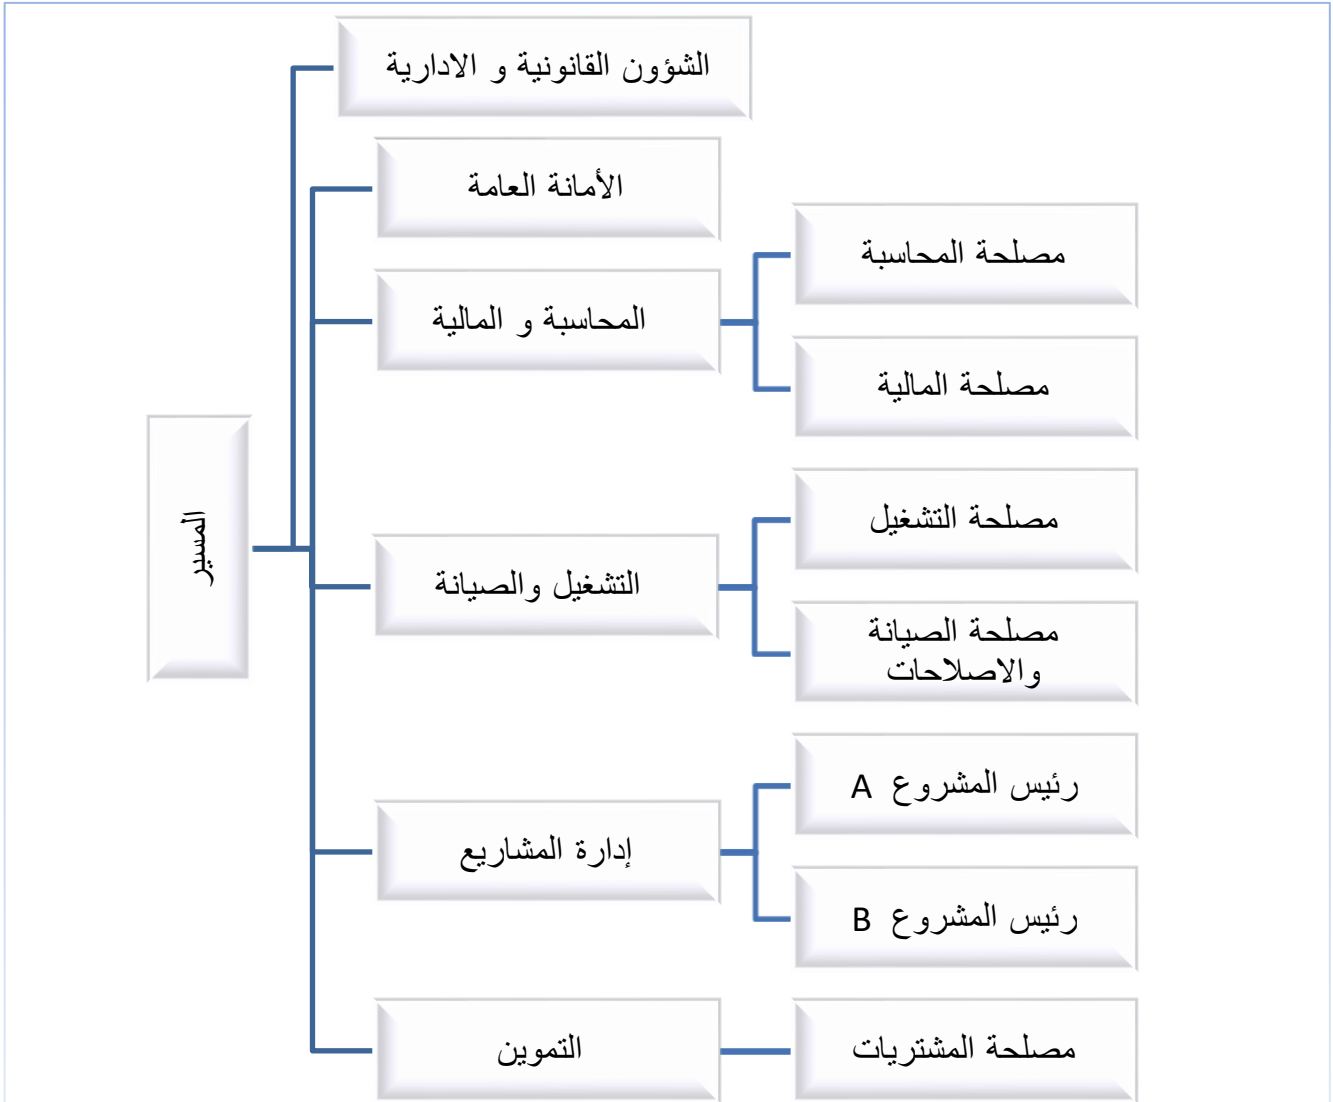 الشؤون القانونية و الادارية
الأمانة العامة
مصلحة المحاسبة
المحاسبة و المالية
مصلحة المالية
المسير
مصلحة التشغيل
التشغيل والصيانة
مصلحة الصيانة
والاصلاحات
رئيس المشروع A
إدارة المشاريع
رئيس المشروع B
التموين
مصلحة المشتريات